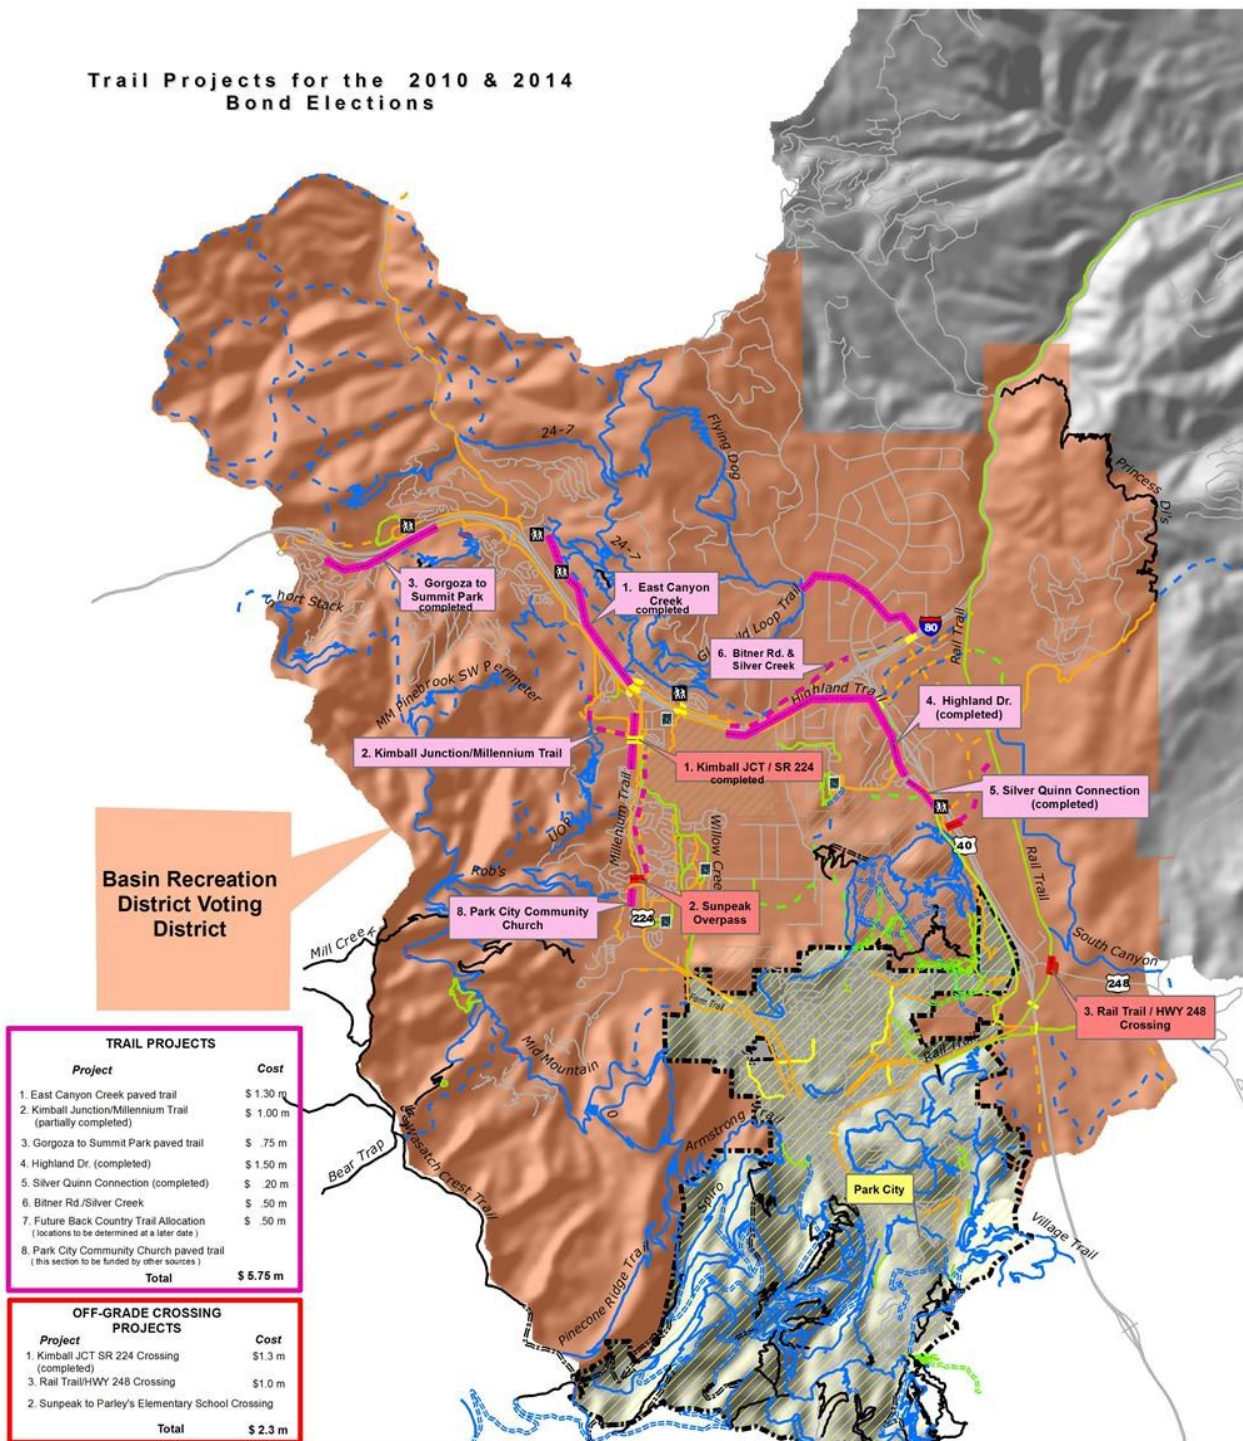 Trail Projects for the 2010 & 2014
Bond Elections
24-7
Flying Dog
Princess Di's
24-7
3. Gorgoza to
Summit Park
completed
1. East Canyon
Creek
completed
Loop Trail
80
Rail Trail
6. Bitner Rd. &
Silver Creek
Short Stack
MM Pinebrook SW Perimeter
Highland Trail
4. Highland Dr.
(completed)
2. Kimball Junction/Millennium Trail
1. Kimball JCT / SR 224
completed
5. Silver Quinn Connection
(completed)
UOP
Millenium Trail
Willow Cree
40
Rail Trail
Basin Recreation
District Voting
District
Rob's
8. Park City Community
Church
224
2. Sunpeak
Overpass
Mill Creek
South Canyon
248
Farm Trail
3. Rail Trail / HWY 248
Crossing
Rail Trail
Mid Mountain
Armstrong Trail
Bear Trap
Wasatch Crest Trail
Spiro
Park City
Village Trail
Pinecone Ridge Trail
TRAIL PROJECTS
Project Cost
1. East Canyon Creek paved trail $ 1.30 m
2. Kimball Junction/Millennium Trail $ 1.00 m
(partially completed)
3. Gorgoza to Summit Park paved trail $ .75 m
4. Highland Dr. (completed) $ 1.50 m
5. Silver Quinn Connection (completed) $ .20 m
6. Bitner Rd./Silver Creek $ .50 m
7. Future Back Country Trail Allocation $ .50 m
( locations to be determined at a later date )
8. Park City Community Church paved trail
( this section to be funded by other sources )
Total $ 5.75 m
OFF-GRADE CROSSING
PROJECTS
Project Cost
1. Kimball JCT SR 224 Crossing $1.3 m
(completed)
3. Rail Trail/HWY 248 Crossing $1.0 m
2. Sunpeak to Parley's Elementary School Crossing
Total $ 2.3 m